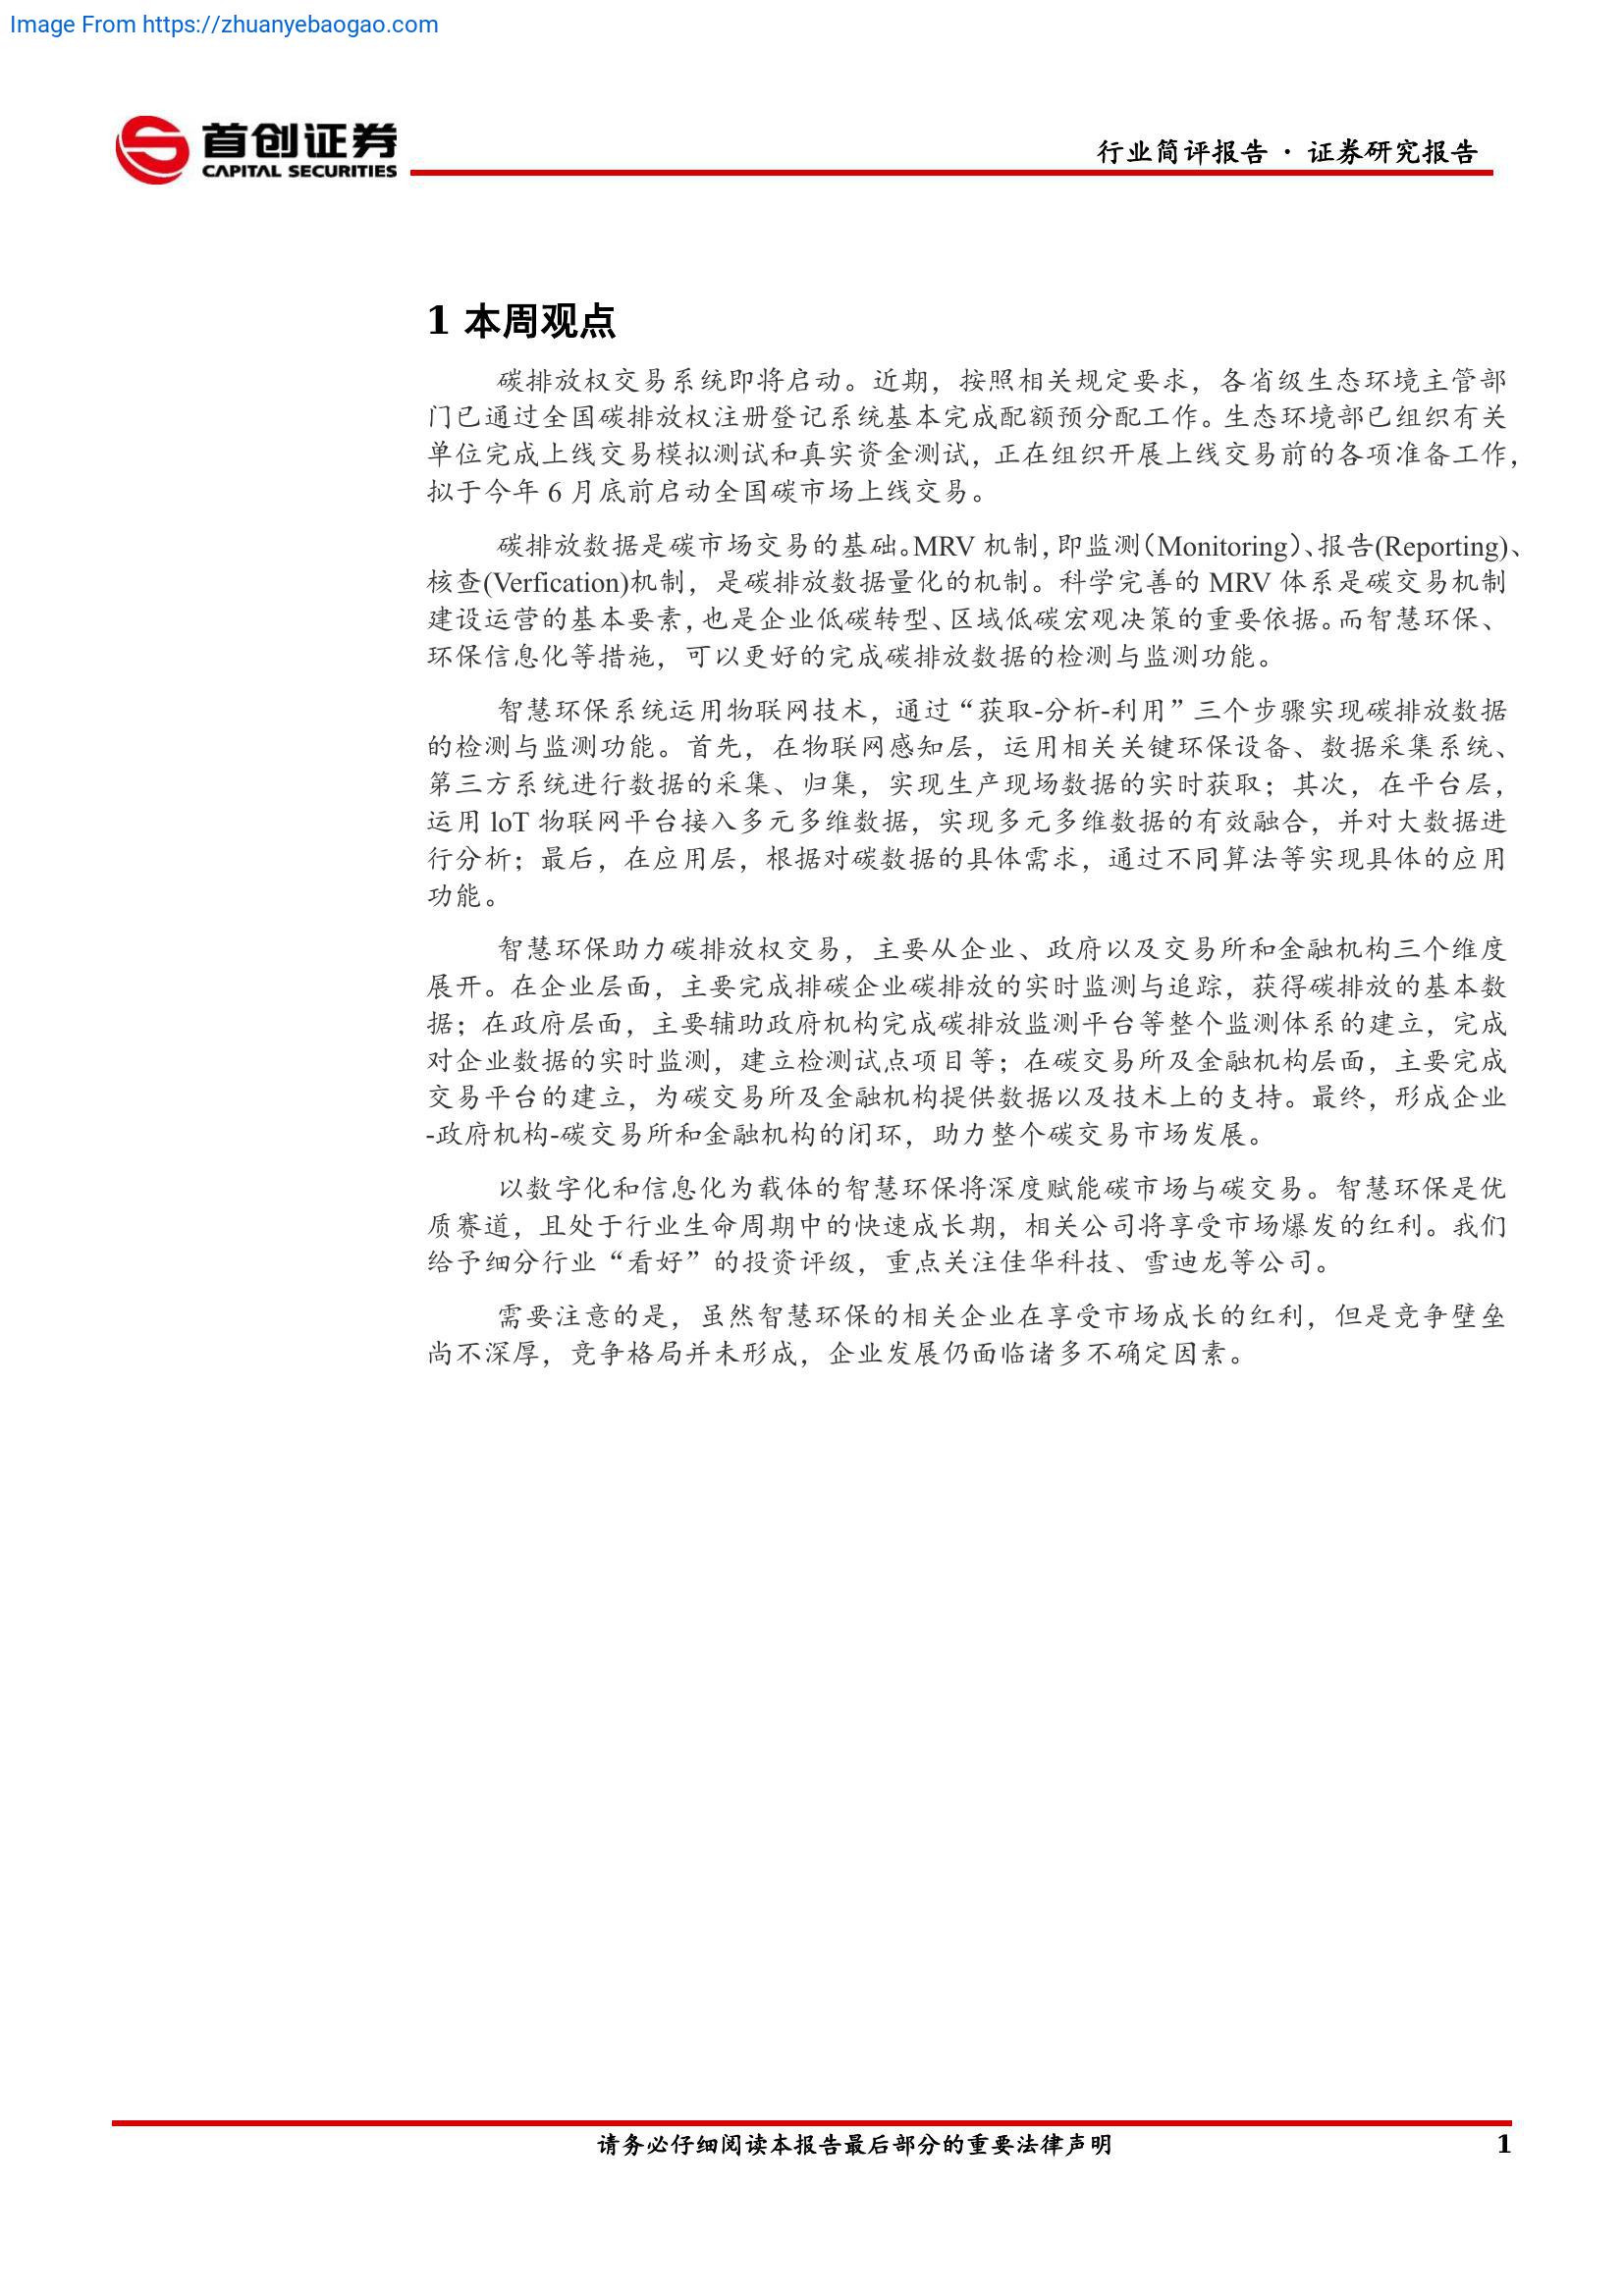 Image From https://zhuanyebaogao.com
首创证券
CAPITAL SECURITIES
行业简评报告 · 证券研究报告
1 本周观点
碳排放权交易系统即将启动。近期，按照相关规定要求，各省级生态环境主管部
门已通过全国碳排放权注册登记系统基本完成配额预分配工作。生态环境部已组织有关
单位完成上线交易模拟测试和真实资金测试，正在组织开展上线交易前的各项准备工作，
拟于今年 6 月底前启动全国碳市场上线交易。
碳排放数据是碳市场交易的基础。MRV 机制，即监测（Monitoring）、报告(Reporting)、
核查(Verfication)机制，是碳排放数据量化的机制。科学完善的 MRV 体系是碳交易机制
建设运营的基本要素，也是企业低碳转型、区域低碳宏观决策的重要依据。而智慧环保、
环保信息化等措施，可以更好的完成碳排放数据的检测与监测功能。
智慧环保系统运用物联网技术，通过“获取-分析-利用”三个步骤实现碳排放数据
的检测与监测功能。首先，在物联网感知层，运用相关关键环保设备、数据采集系统、
第三方系统进行数据的采集、归集，实现生产现场数据的实时获取；其次，在平台层，
运用 loT 物联网平台接入多元多维数据，实现多元多维数据的有效融合，并对大数据进
行分析；最后，在应用层，根据对碳数据的具体需求，通过不同算法等实现具体的应用
功能。
智慧环保助力碳排放权交易，主要从企业、政府以及交易所和金融机构三个维度
展开。在企业层面，主要完成排碳企业碳排放的实时监测与追踪，获得碳排放的基本数
据；在政府层面，主要辅助政府机构完成碳排放监测平台等整个监测体系的建立，完成
对企业数据的实时监测，建立检测试点项目等；在碳交易所及金融机构层面，主要完成
交易平台的建立，为碳交易所及金融机构提供数据以及技术上的支持。最终，形成企业
-政府机构-碳交易所和金融机构的闭环，助力整个碳交易市场发展。
以数字化和信息化为载体的智慧环保将深度赋能碳市场与碳交易。智慧环保是优
质赛道，且处于行业生命周期中的快速成长期，相关公司将享受市场爆发的红利。我们
给予细分行业“看好”的投资评级，重点关注佳华科技、雪迪龙等公司。
需要注意的是，虽然智慧环保的相关企业在享受市场成长的红利，但是竞争壁垒
尚不深厚，竞争格局并未形成，企业发展仍面临诸多不确定因素。
请务必仔细阅读本报告最后部分的重要法律声明
1